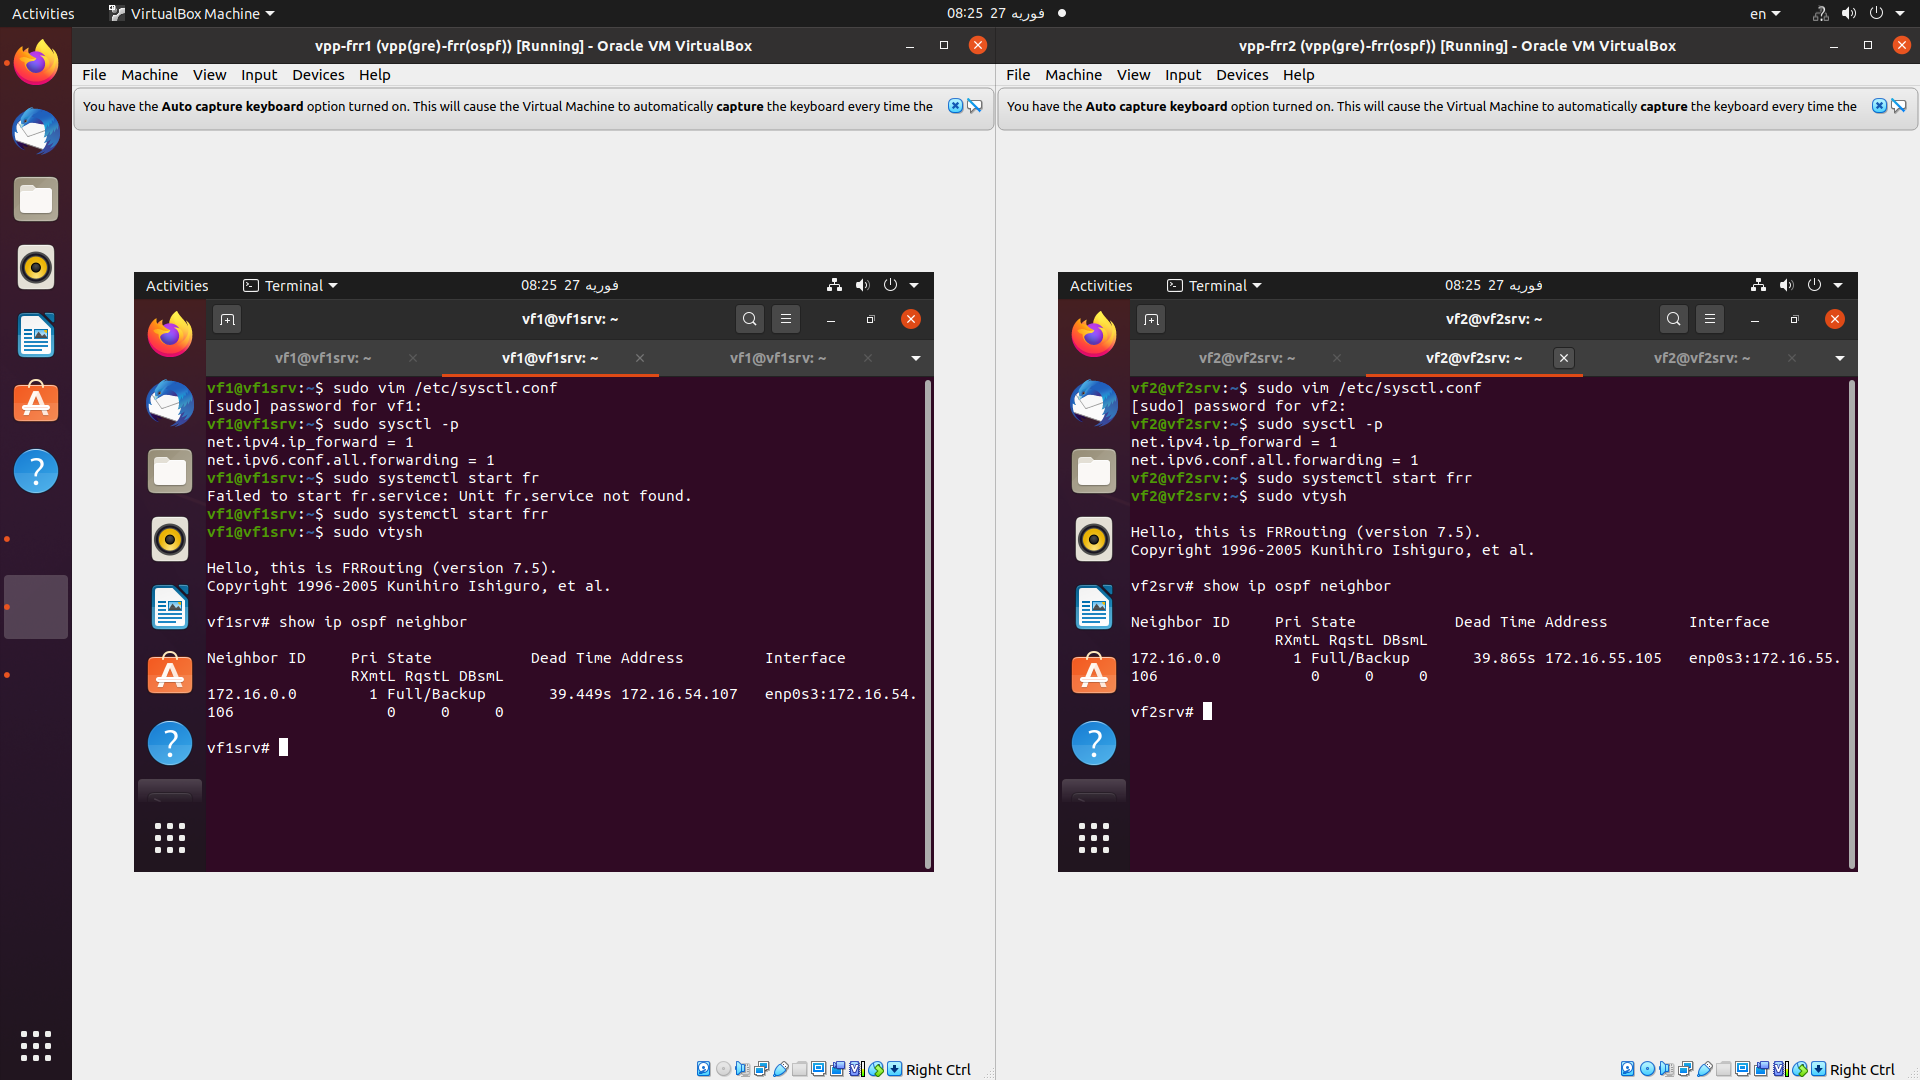 Activities VirtualBox Machine 08:25 27 فوریه en
vpp-frr1 (vpp(gre)-frr(ospf)) [Running] - Oracle VM VirtualBox
File Machine View Input Devices Help
You have the Auto capture keyboard option turned on. This will cause the Virtual Machine to automatically capture the keyboard every time the
Activities Terminal 08:25 27 فوریه
vf1@vf1srv: ~
vf1@vf1srv: ~ vf1@vf1srv: ~ vf1@vf1srv: ~
vf1@vf1srv:~$ sudo vim /etc/sysctl.conf
[sudo] password for vf1:
vf1@vf1srv:~$ sudo sysctl -p
net.ipv4.ip_forward = 1
net.ipv6.conf.all.forwarding = 1
vf1@vf1srv:~$ sudo systemctl start fr
Failed to start fr.service: Unit fr.service not found.
vf1@vf1srv:~$ sudo systemctl start frr
vf1@vf1srv:~$ sudo vtysh
Hello, this is FRRouting (version 7.5).
Copyright 1996-2005 Kunihiro Ishiguro, et al.
vf1srv# show ip ospf neighbor
Neighbor ID Pri State Dead Time Address Interface
RXmtL RqstL DBsmL
172.16.0.0 1 Full/Backup 39.449s 172.16.54.107 enp0s3:172.16.54.
106 0 0 0
vf1srv#
Right Ctrl
vpp-frr2 (vpp(gre)-frr(ospf)) [Running] - Oracle VM VirtualBox
File Machine View Input Devices Help
You have the Auto capture keyboard option turned on. This will cause the Virtual Machine to automatically capture the keyboard every time the
Activities Terminal 08:25 27 فوریه
vf2@vf2srv: ~
vf2@vf2srv: ~ vf2@vf2srv: ~ vf2@vf2srv: ~
vf2@vf2srv:~$ sudo vim /etc/sysctl.conf
[sudo] password for vf2:
vf2@vf2srv:~$ sudo sysctl -p
net.ipv4.ip_forward = 1
net.ipv6.conf.all.forwarding = 1
vf2@vf2srv:~$ sudo systemctl start frr
vf2@vf2srv:~$ sudo vtysh
Hello, this is FRRouting (version 7.5).
Copyright 1996-2005 Kunihiro Ishiguro, et al.
vf2srv# show ip ospf neighbor
Neighbor ID Pri State Dead Time Address Interface
RXmtL RqstL DBsmL
172.16.0.0 1 Full/Backup 39.865s 172.16.55.105 enp0s3:172.16.55.
106 0 0 0
vf2srv#
Right Ctrl